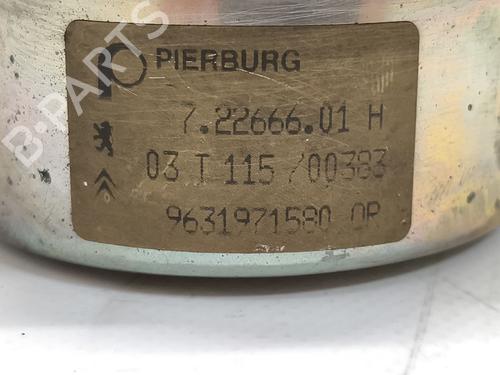 PIERBURG
7.22666.01 H
03 T 115 /00383
9631971580 OR
B-PARTS